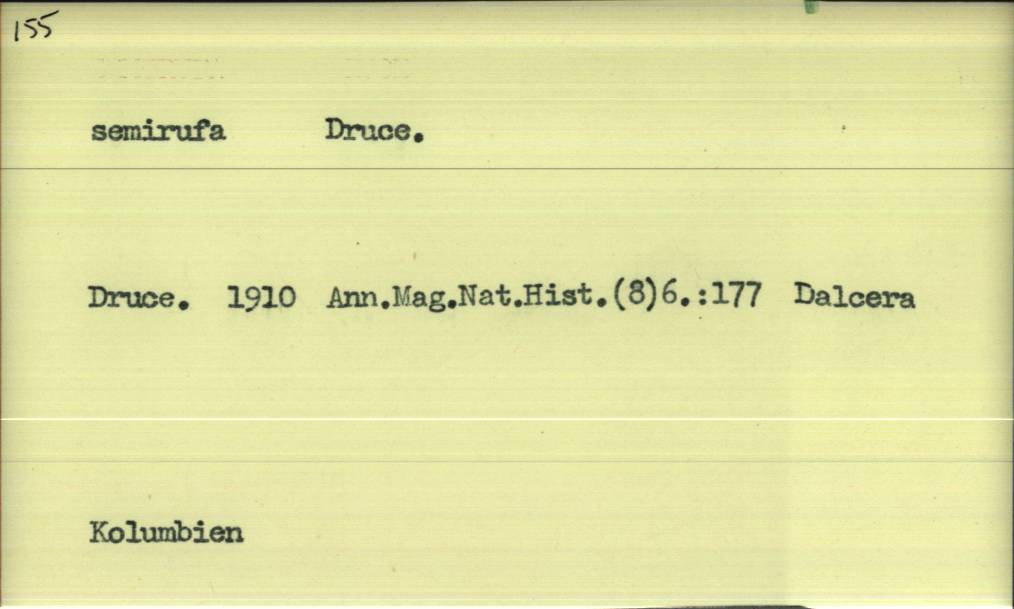 155
semirufa Druce.
Druce. 1910 Ann.Mag.Nat.Hist.(8)6.:177 Dalcera
Kolumbien